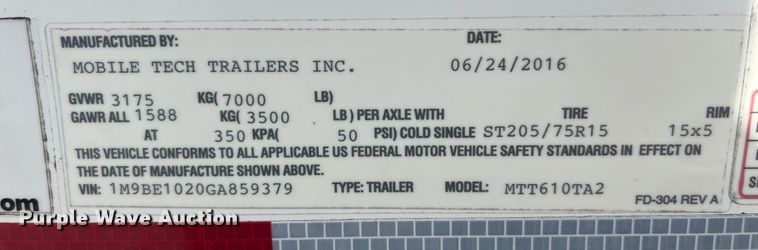 MANUFACTURED BY: DATE:
MOBILE TECH TRAILERS INC. 06/24/2016
GVWR 3175 KG( 7000 LB)
GAWR ALL 1588 KG( 3500 LB ) PER AXLE WITH TIRE RIM
AT 350 KPA( 50 PSI) COLD SINGLE ST205/75R15 15x5
THIS VEHICLE CONFORMS TO ALL APPLICABLE US FEDERAL MOTOR VEHICLE SAFETY STANDARDS IN EFFECT ON
THE DATE OF MANUFACTURE SHOWN ABOVE.
VIN: 1M9BE1020GA859379 TYPE: TRAILER MODEL: MTT610TA2
FD-304 REV A
om
Purple Wave Auction